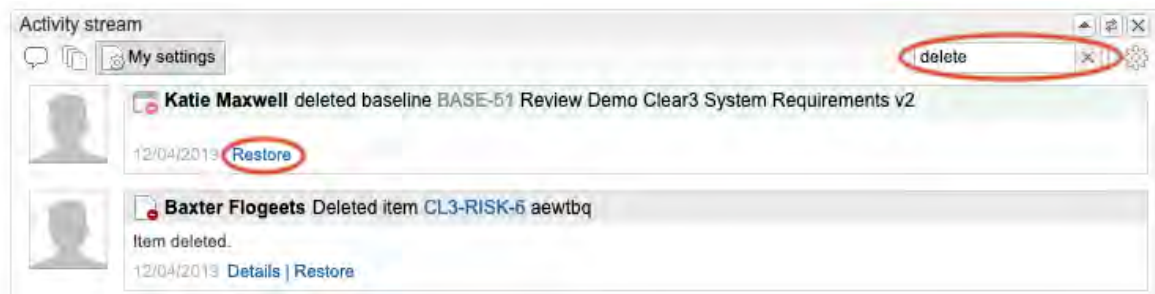 Activity stream
My settings
delete
Katie Maxwell deleted baseline BASE-51 Review Demo Clear3 System Requirements v2
12/04/2013 Restore
Baxter Flogeets Deleted item CL3-RISK-6 aewtbq
Item deleted.
12/04/2013 Details | Restore